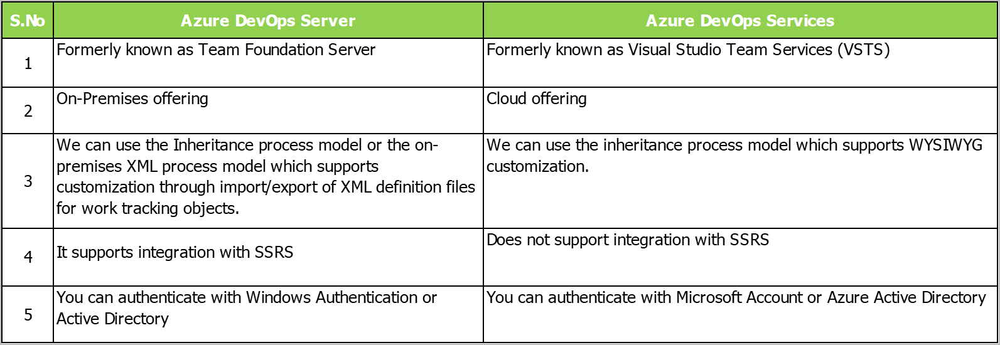 S.No Azure DevOps Server Azure DevOps Services
1 Formerly known as Team Foundation Server Formerly known as Visual Studio Team Services (VSTS)
2 On-Premises offering Cloud offering
3 We can use the Inheritance process model or the on-
premises XML process model which supports
customization through import/export of XML definition files
for work tracking objects.
We can use the inheritance process model which supports WYSIWYG
customization.
4 It supports integration with SSRS Does not support integration with SSRS
5 You can authenticate with Windows Authentication or
Active Directory
You can authenticate with Microsoft Account or Azure Active Directory